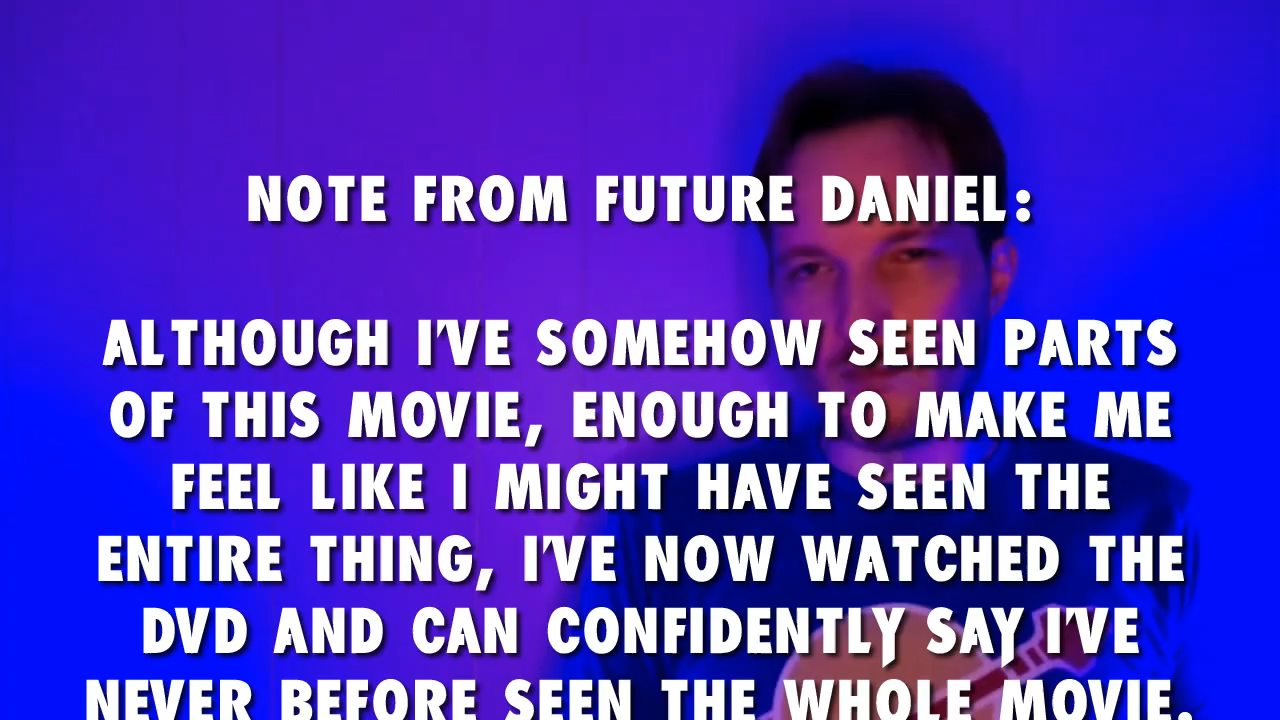 NOTE FROM FUTURE DANIEL:
ALTHOUGH I'VE SOMEHOW SEEN PARTS
OF THIS MOVIE, ENOUGH TO MAKE ME
FEEL LIKE I MIGHT HAVE SEEN THE
ENTIRE THING, I'VE NOW WATCHED THE
DVD AND CAN CONFIDENTLY SAY I'VE
NEVER BEFORE SEEN THE WHOLE MOVIE.